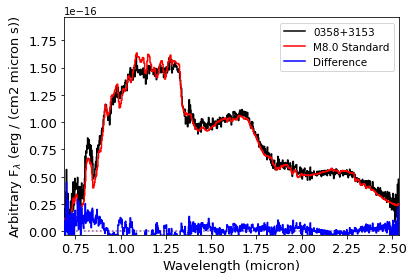 1e−16
0358+3153
M8.0 Standard
Difference
1.75
1.50
1.25
1.00
0.75
0.50
0.25
0.00
Arbitrary Fλ (erg / (cm2 micron s))
0.75 1.00 1.25 1.50 1.75 2.00 2.25 2.50
Wavelength (micron)